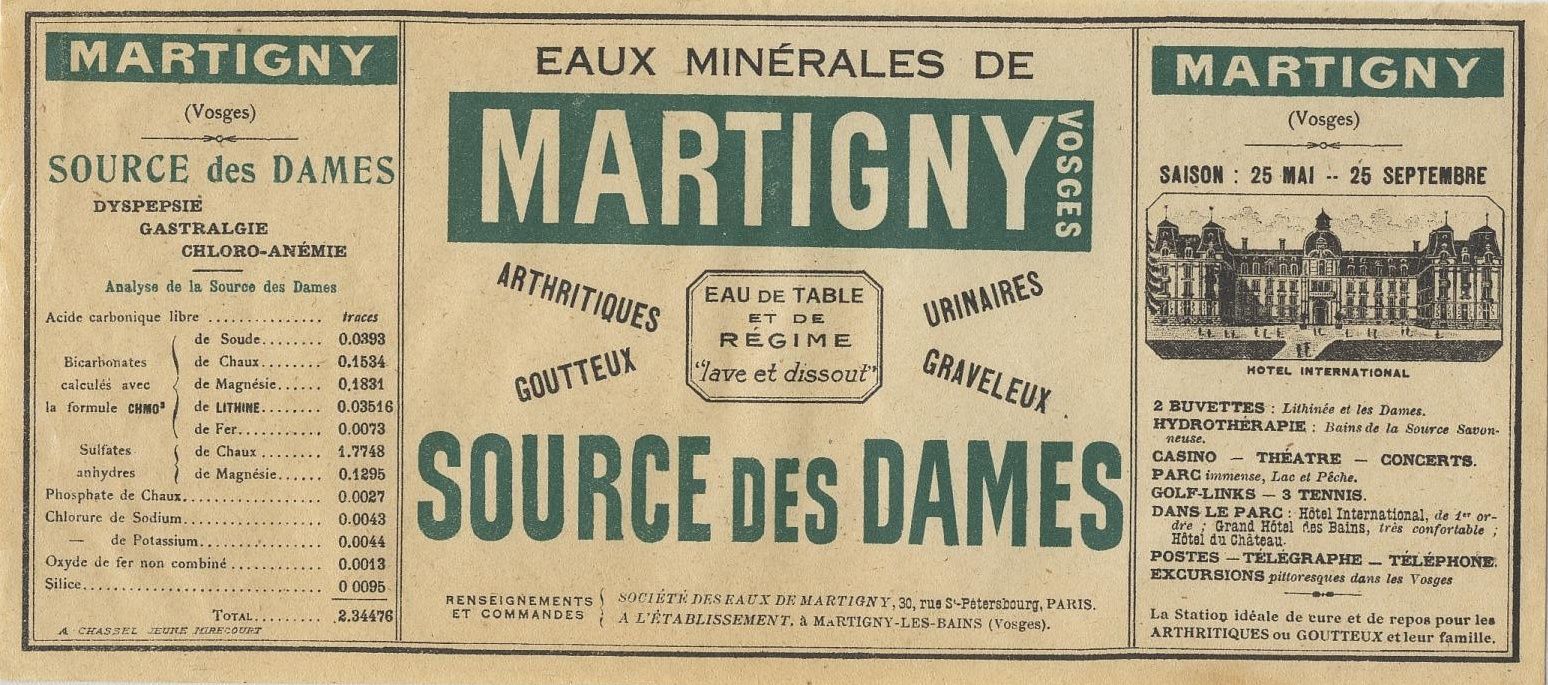 MARTIGNY
(Vosges)
SOURCE des DAMES
DYSPEPSIE
GASTRALGIE
CHLORO-ANÉMIE
Analyse de la Source des Dames
Acide carbonique libre ............... traces
Bicarbonates calculés avec la formule CHMO³
de Soude........ 0.0393
de Chaux........ 0.1534
de Magnésie...... 0,1831
de LITHINE........ 0.03516
de Fer........... 0.0073
Sulfates anhydres
de Chaux ........ 1.7748
de Magnésie...... 0.1295
Phosphate de Chaux.................. 0.0027
Chlorure de Sodium.................. 0.0043
— de Potassium................ 0.0044
Oxyde de fer non combiné ............ 0.0013
Silice............................... 0 0095
TOTAL......... 2.34476
A CHASSEL JEUNE MIRECOURT
EAUX MINÉRALES DE
MARTIGNY
VOSGES
ARTHRITIQUES
GOUTTEUX
EAU DE TABLE
ET DE
RÉGIME
"lave et dissout"
URINAIRES
GRAVELEUX
SOURCE DES DAMES
RENSEIGNEMENTS
ET COMMANDES
SOCIÉTÉ DES EAUX DE MARTIGNY, 30, rue St-Pétersbourg, PARIS.
A L'ÉTABLISSEMENT, à MARTIGNY-LES-BAINS (Vosges).
MARTIGNY
(Vosges)
SAISON : 25 MAI -- 25 SEPTEMBRE
HOTEL INTERNATIONAL
2 BUVETTES : Lithinée et les Dames.
HYDROTHÉRAPIE : Bains de la Source Savon-
neuse.
CASINO — THÉATRE — CONCERTS.
PARC immense, Lac et Pêche.
GOLF-LINKS — 3 TENNIS.
DANS LE PARC : Hôtel International, de 1er or-
dre ; Grand Hôtel des Bains, très confortable ;
Hôtel du Château.
POSTES — TÉLÉGRAPHE — TÉLÉPHONE.
EXCURSIONS pittoresques dans les Vosges
La Station idéale de cure et de repos pour les
ARTHRITIQUES ou GOUTTEUX et leur famille.